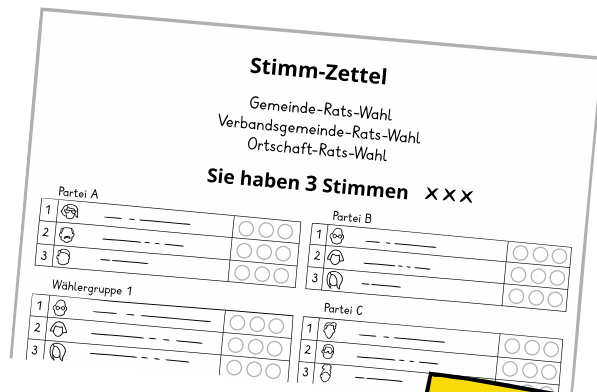 Stimm-Zettel
Gemeinde-Rats-Wahl
Verbandsgemeinde-Rats-Wahl
Ortschaft-Rats-Wahl
Sie haben 3 Stimmen XXX
Partei A
1
2
3
Partei B
1
2
3
Wählergruppe 1
1
2
3
Partei C
1
2
3